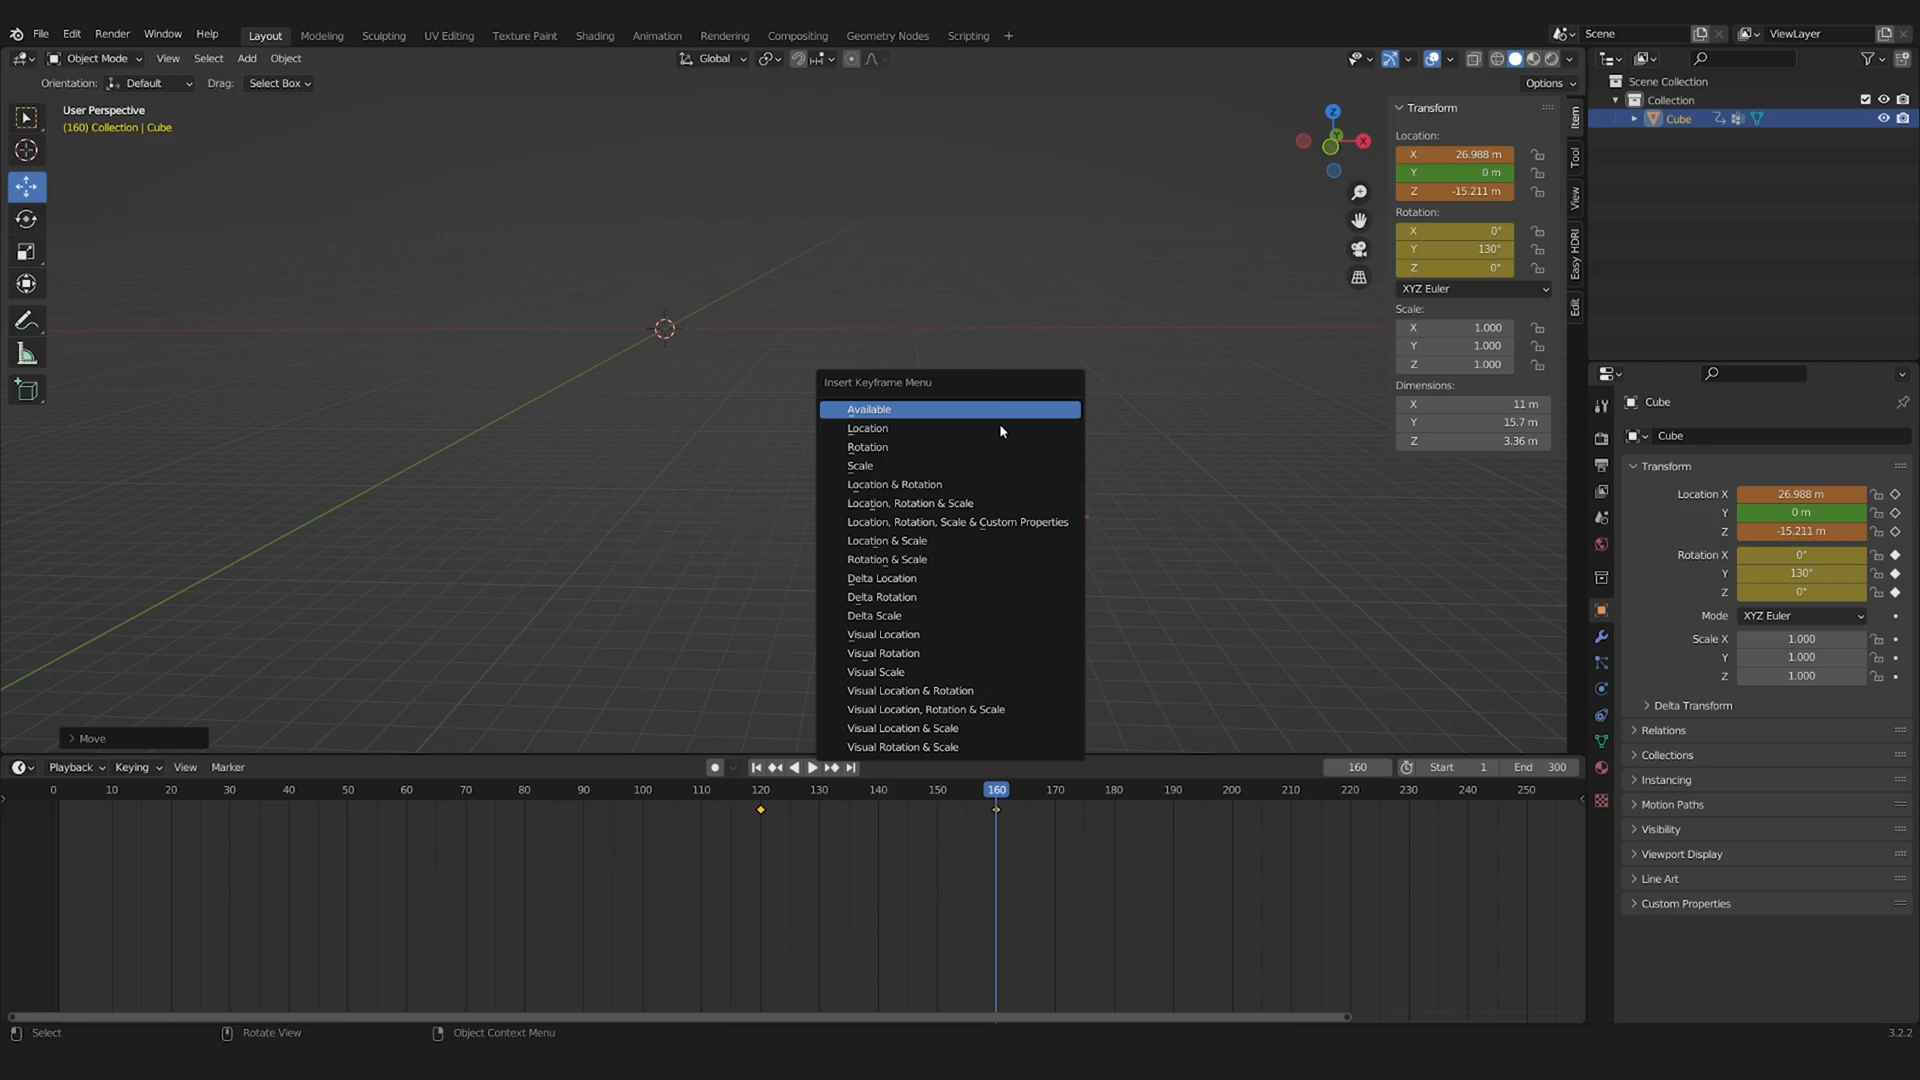 File Edit Render Window Help Layout Modeling Sculpting UV Editing Texture Paint Shading Animation Rendering Compositing Geometry Nodes Scripting + Scene ViewLayer
Object Mode View Select Add Object Global
Orientation: Default Drag: Select Box Options
User Perspective
(160) Collection | Cube
Transform
Location:
X 26.988 m
Y 0 m
Z -15.211 m
Rotation:
X 0°
Y 130°
Z 0°
XYZ Euler
Scale:
X 1.000
Y 1.000
Z 1.000
Dimensions:
X 11 m
Y 15.7 m
Z 3.36 m
Item
Tool
View
Easy HDRI
Edit
Z
Y
X
Scene Collection
Collection
Cube
Insert Keyframe Menu
Available
Location
Rotation
Scale
Location & Rotation
Location, Rotation & Scale
Location, Rotation, Scale & Custom Properties
Location & Scale
Rotation & Scale
Delta Location
Delta Rotation
Delta Scale
Visual Location
Visual Rotation
Visual Scale
Visual Location & Rotation
Visual Location, Rotation & Scale
Visual Location & Scale
Visual Rotation & Scale
Move
Cube
Cube
Transform
Location X 26.988 m
Y 0 m
Z -15.211 m
Rotation X 0°
Y 130°
Z 0°
Mode XYZ Euler
Scale X 1.000
Y 1.000
Z 1.000
Delta Transform
Relations
Collections
Instancing
Motion Paths
Visibility
Viewport Display
Line Art
Custom Properties
Playback Keying View Marker 160 Start 1 End 300
0 10 20 30 40 50 60 70 80 90 100 110 120 130 140 150 160 170 180 190 200 210 220 230 240 250
Select Rotate View Object Context Menu 3.2.2